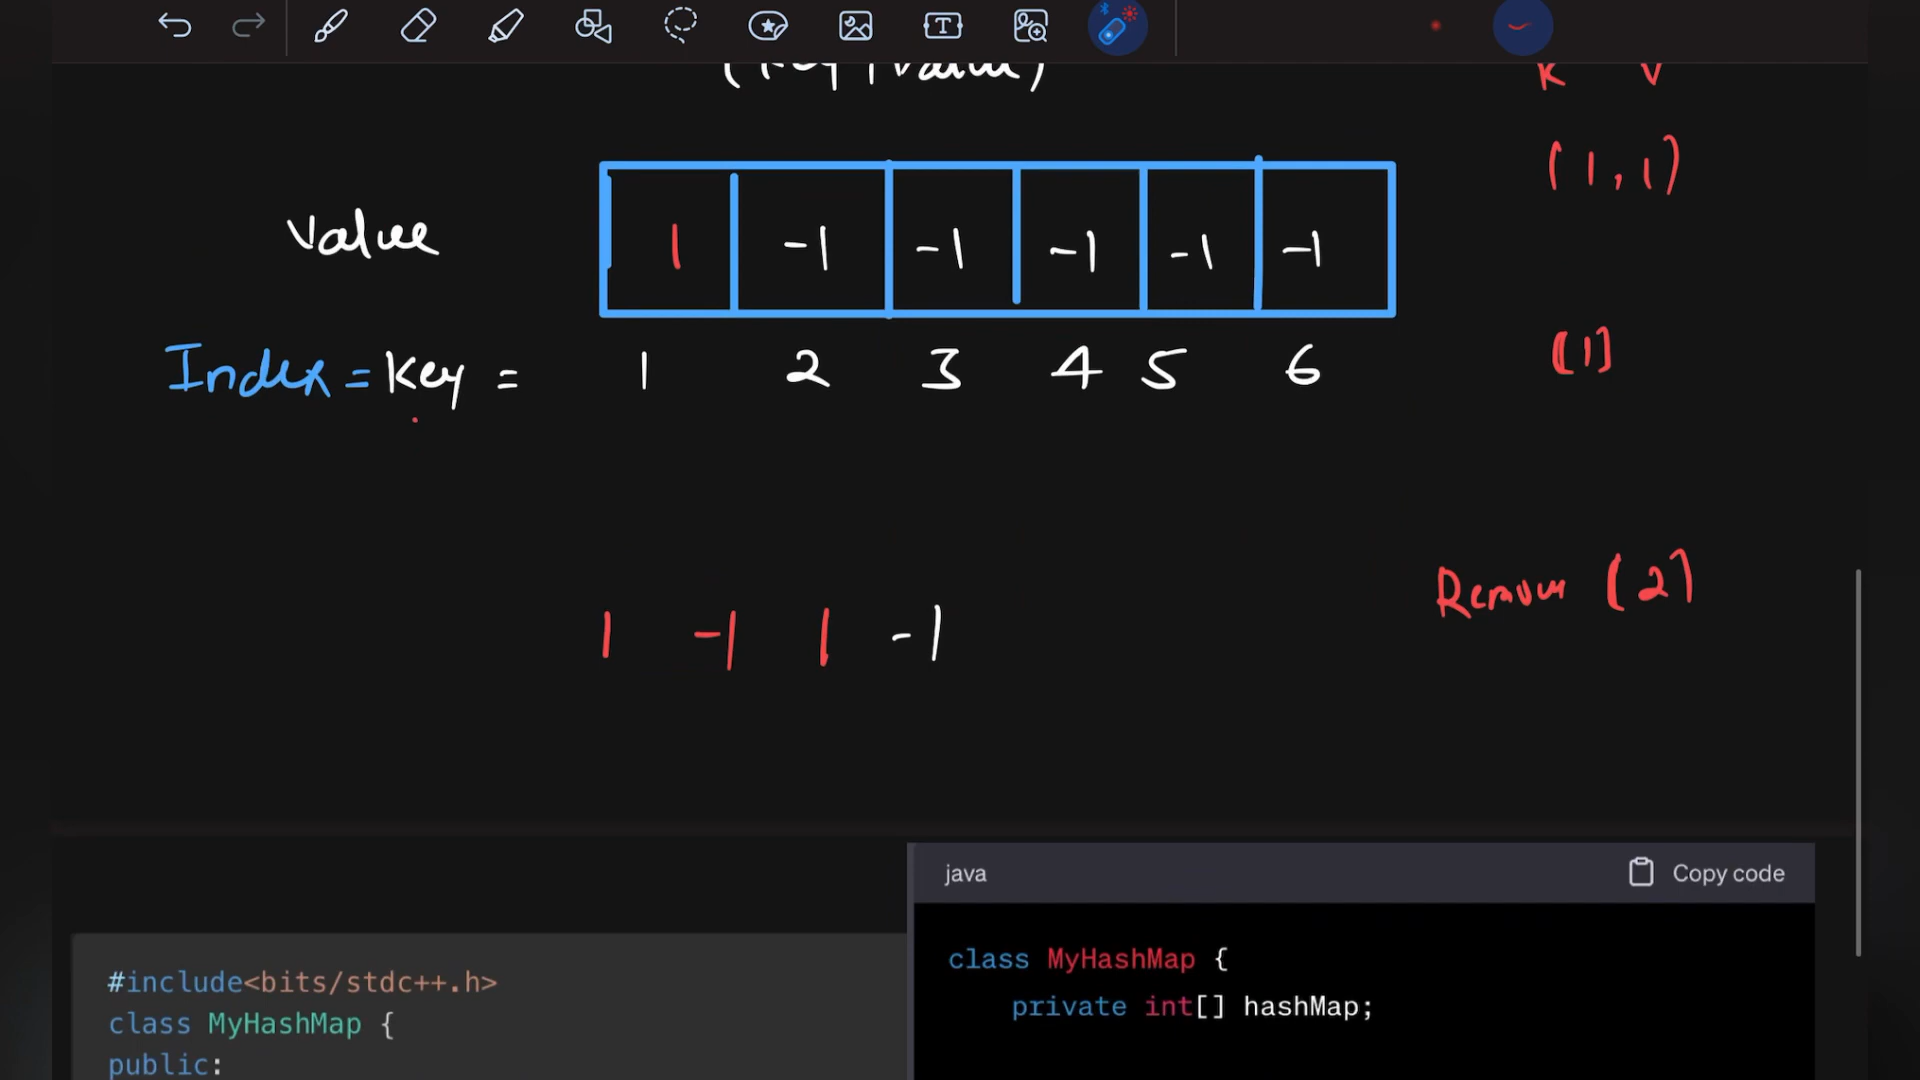 (Key, Value)
K V
(1,1)
Value 1 -1 -1 -1 -1 -1
Index = Key = 1 2 3 4 5 6
(1)
Remove (2)
1 -1 1 -1
java Copy code
class MyHashMap {
private int[] hashMap;
#include<bits/stdc++.h>
class MyHashMap {
public: